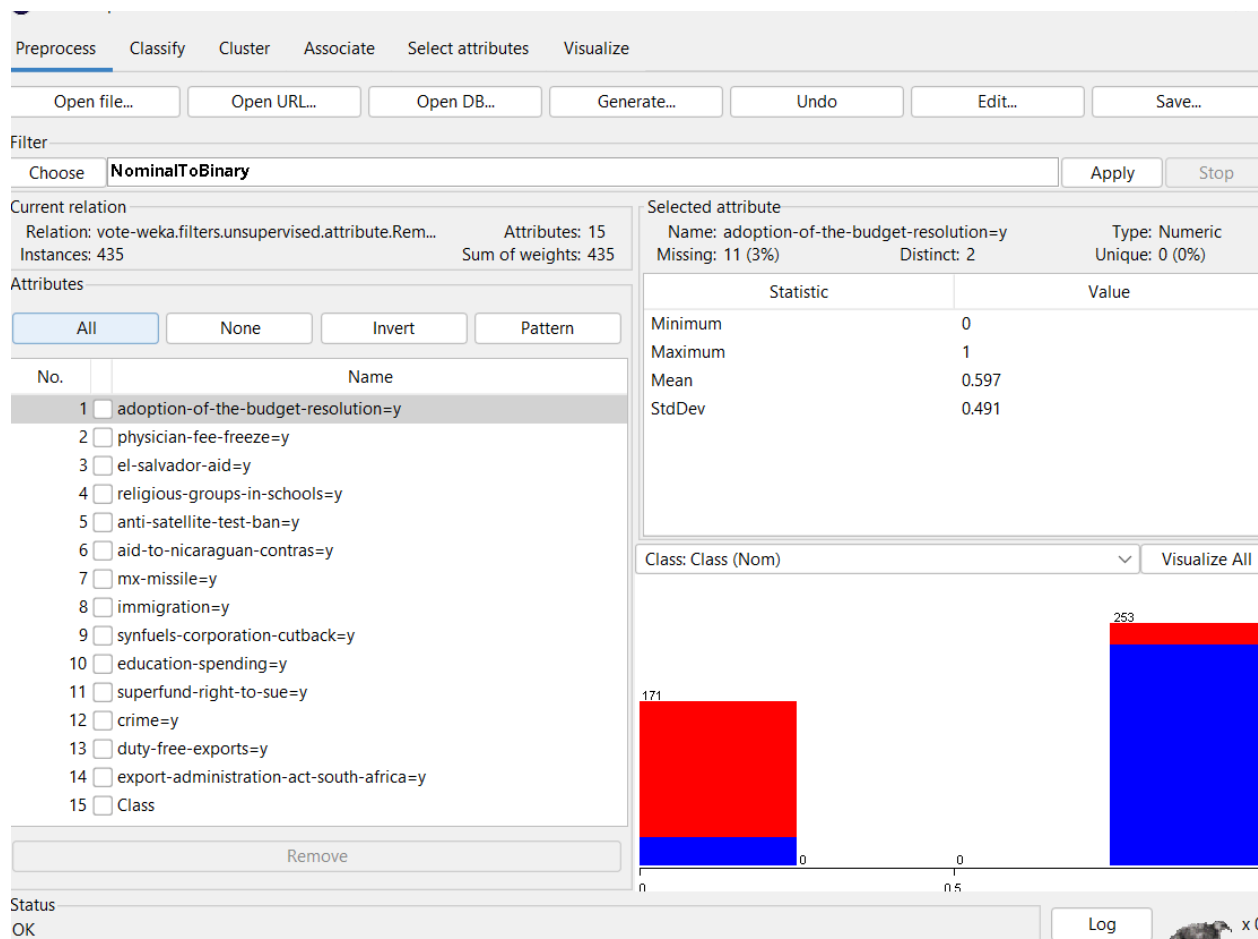 Preprocess Classify Cluster Associate Select attributes Visualize
Open file... Open URL... Open DB... Generate... Undo Edit... Save...
Filter
Choose NominalToBinary Apply Stop
Current relation
Relation: vote-weka.filters.unsupervised.attribute.Rem... Attributes: 15
Instances: 435 Sum of weights: 435
Attributes
All None Invert Pattern
No. Name
1 adoption-of-the-budget-resolution=y
2 physician-fee-freeze=y
3 el-salvador-aid=y
4 religious-groups-in-schools=y
5 anti-satellite-test-ban=y
6 aid-to-nicaraguan-contras=y
7 mx-missile=y
8 immigration=y
9 synfuels-corporation-cutback=y
10 education-spending=y
11 superfund-right-to-sue=y
12 crime=y
13 duty-free-exports=y
14 export-administration-act-south-africa=y
15 Class
Remove
Selected attribute
Name: adoption-of-the-budget-resolution=y Type: Numeric
Missing: 11 (3%) Distinct: 2 Unique: 0 (0%)
Statistic Value
Minimum 0
Maximum 1
Mean 0.597
StdDev 0.491
Class: Class (Nom) Visualize All
253
171
0 0
0 0.5
Status
OK
Log